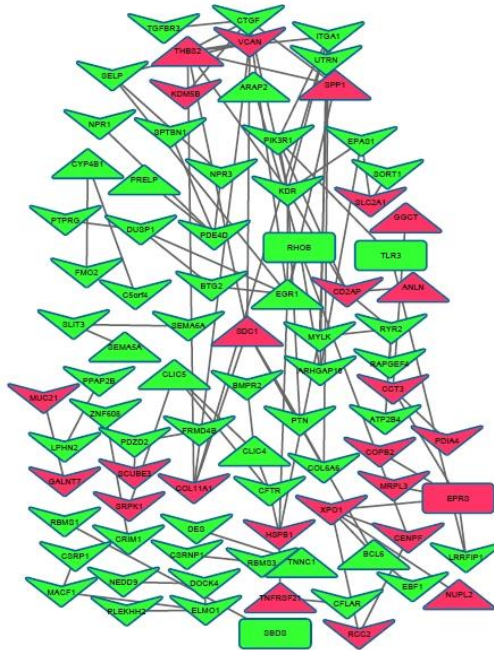 CTGF
TGFBR3
ITGA1
VCAN
THBS2
UTRN
SELP
SPP1
KDM5B
ARAP2
NPR1
SPTBN1
PIK3R1
EPAS1
CYP4B1
NPR3
SORT1
PRELP
KDR
SLC2A1
PTPRG
GGCT
DUSP1
PDE4D
RHOB
TLR3
FMO2
C5orf4
BTG2
EGR1
CD2AP
ANLN
SLIT3
SEMA6A
SDC1
MYLK
RYR2
SEMA5A
ARHGAP18
RAPGEF4
PPAP2B
CLIC5
BMPR2
CCT3
MUC21
ZNF608
PTN
ATP2B4
LPHN2
PDZD2
FRMD4B
PDIA4
CLIC4
COPB2
GALNT7
SCUBE3
COL11A1
CFTR
COL6A6
MRPL3
EPRS
SRPK1
XPO1
RBMS1
CRIM1
DES
HSPB1
CENPF
CSRP1
CSRNP1
RBMS3
TNNC1
BCL6
LRRFIP1
MACF1
NEDD9
DOCK4
TNFRSF21
CFLAR
EBF1
NUPL2
PLEKHH2
ELMO1
SBDS
RCC2